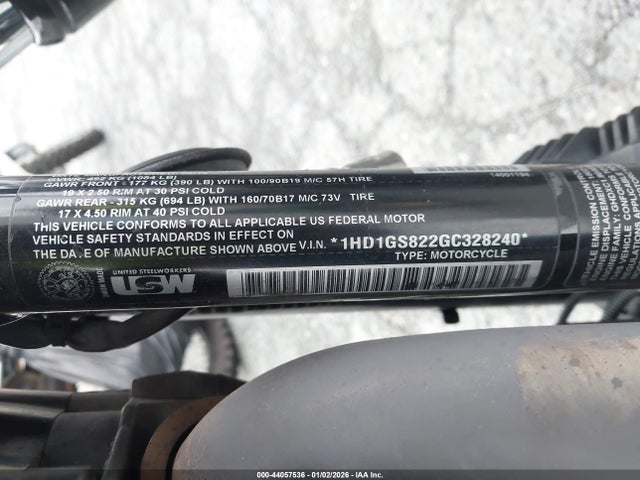 GAWR FRONT - 177 KG (390 LB) WITH 100/90B19 M/C 57H TIRE
19 X 2.50 RIM AT 30 PSI COLD
GAWR REAR - 315 KG (694 LB) WITH 160/70B17 M/C 73V TIRE
17 X 4.50 RIM AT 40 PSI COLD
THIS VEHICLE CONFORMS TO ALL APPLICABLE US FEDERAL MOTOR
VEHICLE SAFETY STANDARDS IN EFFECT ON
THE DA E OF MANUFACTURE SHOWN ABOVE V.I.N. *1HD1GS822GC328240*
TYPE: MOTORCYCLE
UNITED STEELWORKERS
USW
000-44057536 - 01/02/2026 - IAA Inc.